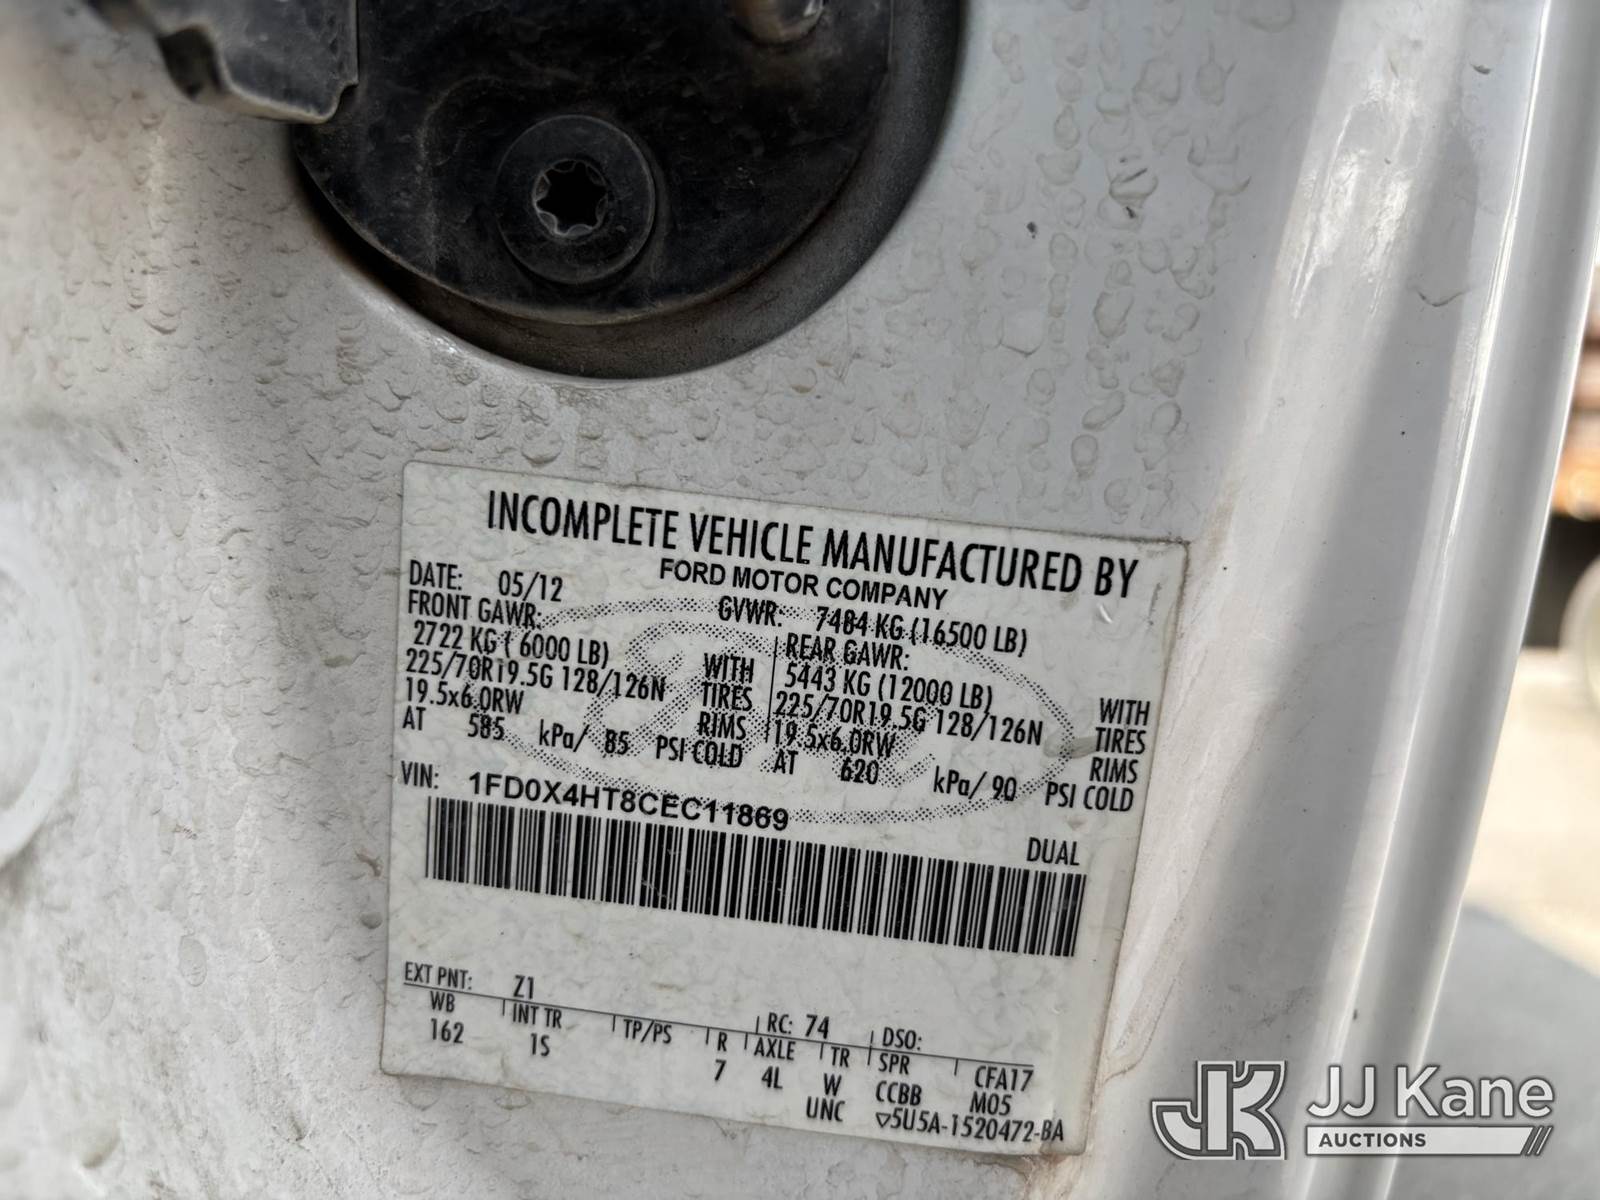 INCOMPLETE VEHICLE MANUFACTURED BY
FORD MOTOR COMPANY
DATE: 05/12
GVWR: 7484 KG (16500 LB)
FRONT GAWR:
2722 KG ( 6000 LB)
225/70R19.5G 128/126N
19.5x6.0RW
AT 585 kPa/ 85 PSI COLD
WITH
TIRES
RIMS
REAR GAWR:
5443 KG (12000 LB)
225/70R19.5G 128/126N
19.5x6.0RW
AT 620 kPa/ 90 PSI COLD
WITH
TIRES
RIMS
VIN: 1FD0X4HT8CEC11869
DUAL
EXT PNT: Z1 RC: 74 DSO:
WB INT TR TP/PS R AXLE TR SPR CFA17
162 1S 7 4L W CCBB M05
UNC ▽5U5A-1520472-BA
JK JJ Kane
AUCTIONS